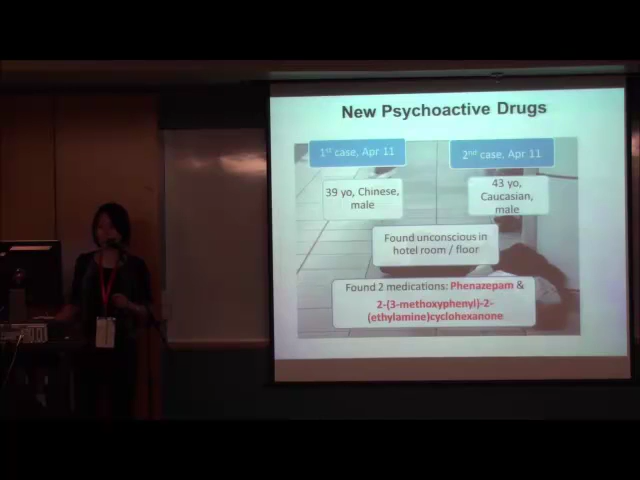 New Psychoactive Drugs
1st case, Apr 11
2nd case, Apr 11
39 yo, Chinese,
male
43 yo,
Caucasian,
male
Found unconscious in
hotel room / floor
Found 2 medications: Phenazepam &
2-(3-methoxyphenyl)-2-
(ethylamine)cyclohexanone